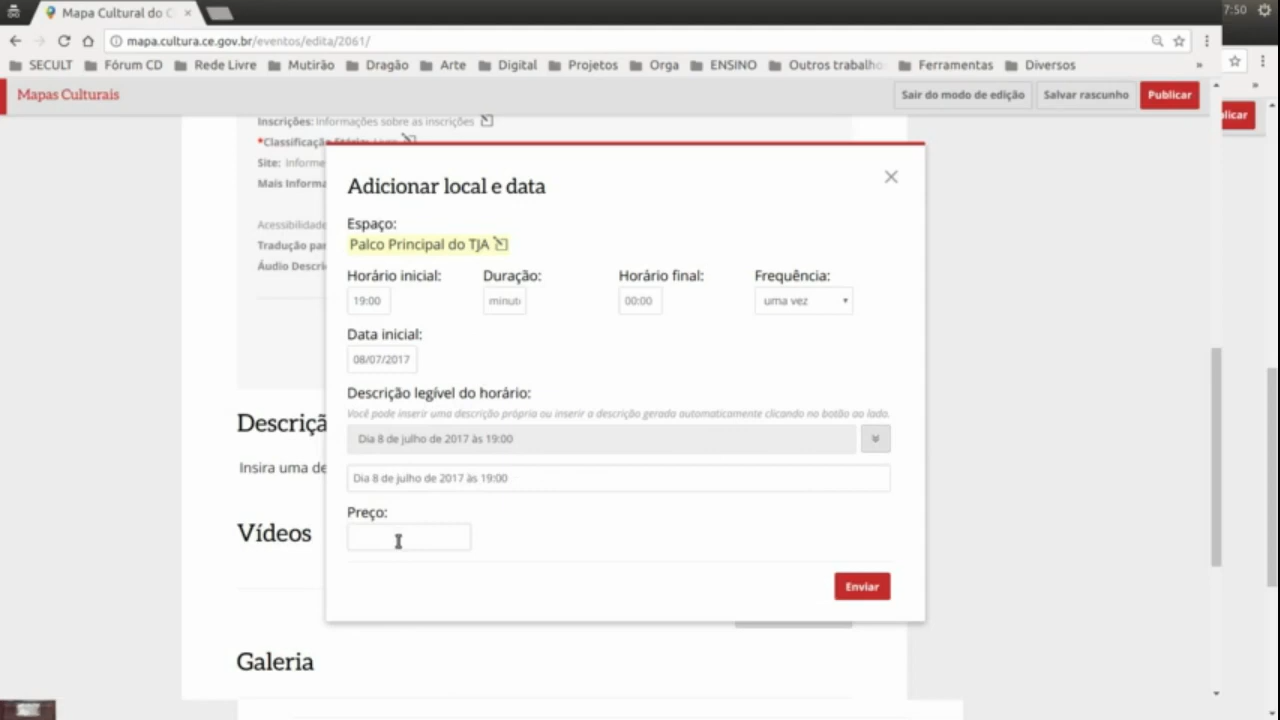 7:50
Mapa Cultural do C
mapa.cultura.ce.gov.br/eventos/edita/2061/
SECULT Fórum CD Rede Livre Mutirão Dragão Arte Digital Projetos Orga ENSINO Outros trabalho Ferramentas Diversos
Mapas Culturais Sair do modo de edição Salvar rascunho Publicar
licar
Inscrições: Informações sobre as inscrições
*Classificação
Site: Informe
Mais Informa
Acessibilidade
Tradução par
Áudio Descri
Adicionar local e data
Espaço:
Palco Principal do TJA
Horário inicial: Duração: Horário final: Frequência:
19:00 minut 00:00 uma vez
Data inicial:
08/07/2017
Descrição legível do horário:
Você pode inserir uma descrição própria ou inserir a descrição gerada automaticamente clicando no botão ao lado.
Dia 8 de julho de 2017 às 19:00
Dia 8 de julho de 2017 às 19:00
Preço:
Enviar
Descriçã
Insira uma de
Vídeos
Galeria